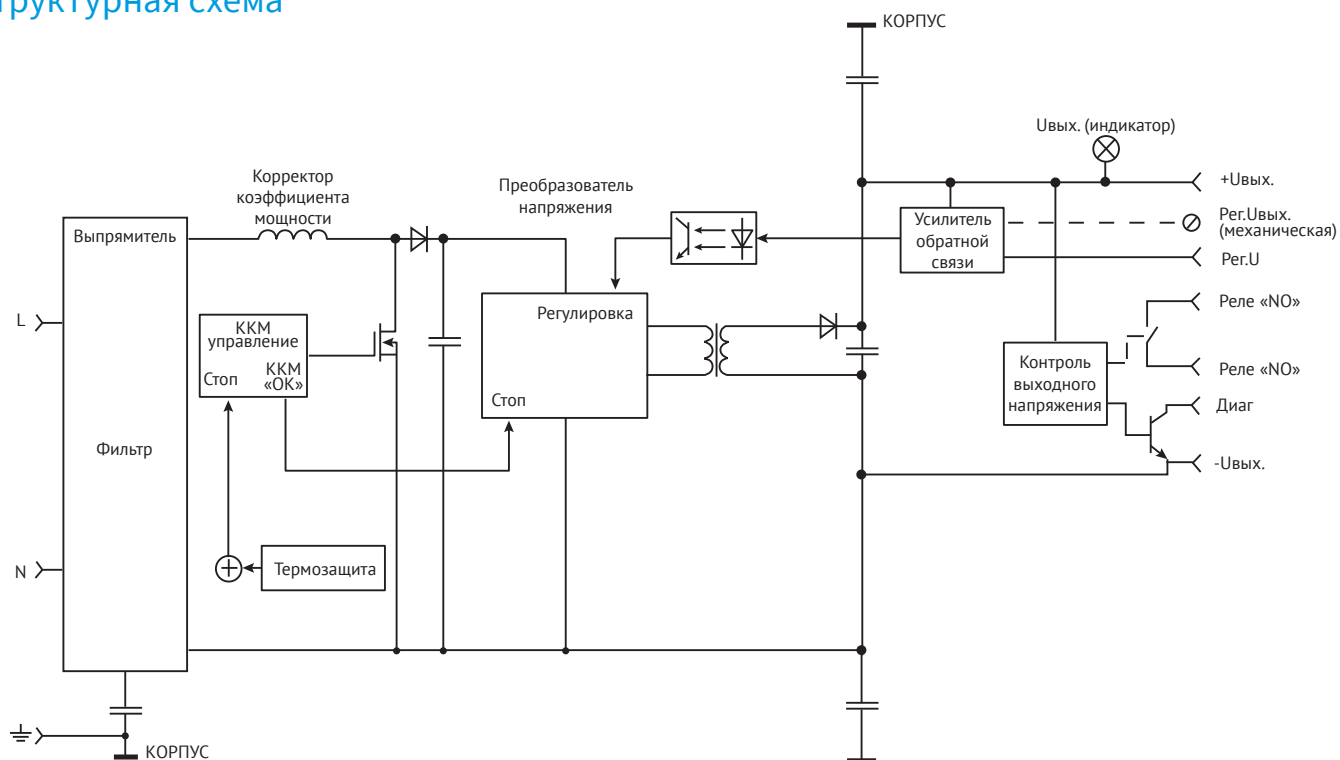 труктурная схема
КОРПУС
Uвых. (индикатор)
Корректор
коэффициента
мощности
Преобразователь
напряжения
+Uвых.
Выпрямитель
Усилитель
обратной
связи
Рег.Uвых.
(механическая)
Рег.U
L
ККМ
управление
Стоп
ККМ
«ОК»
Регулировка
Стоп
Реле «NO»
Контроль
выходного
напряжения
Реле «NO»
Диаг
-Uвых.
Фильтр
N
Термозащита
КОРПУС